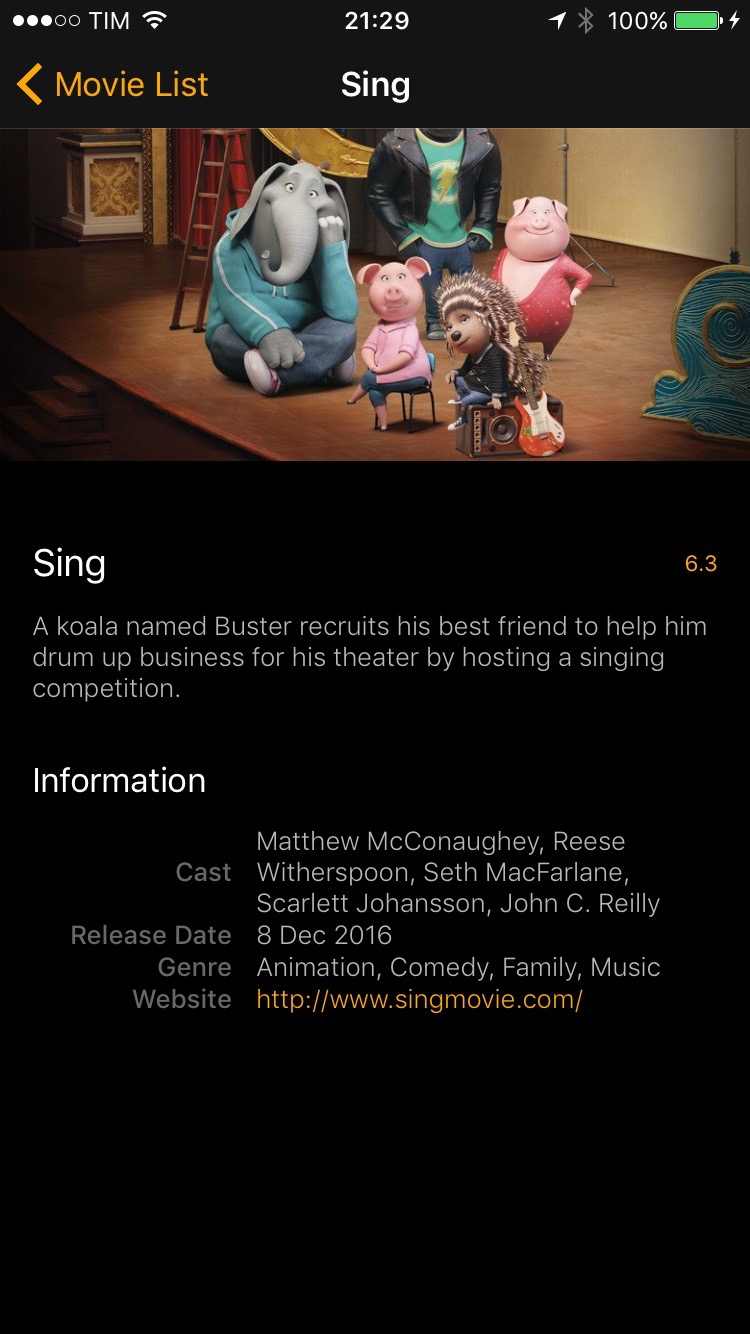 TIM 21:29 100%
Movie List Sing
Sing 6.3
A koala named Buster recruits his best friend to help him
drum up business for his theater by hosting a singing
competition.
Information
Matthew McConaughey, Reese
Cast Witherspoon, Seth MacFarlane,
Scarlett Johansson, John C. Reilly
Release Date 8 Dec 2016
Genre Animation, Comedy, Family, Music
Website http://www.singmovie.com/